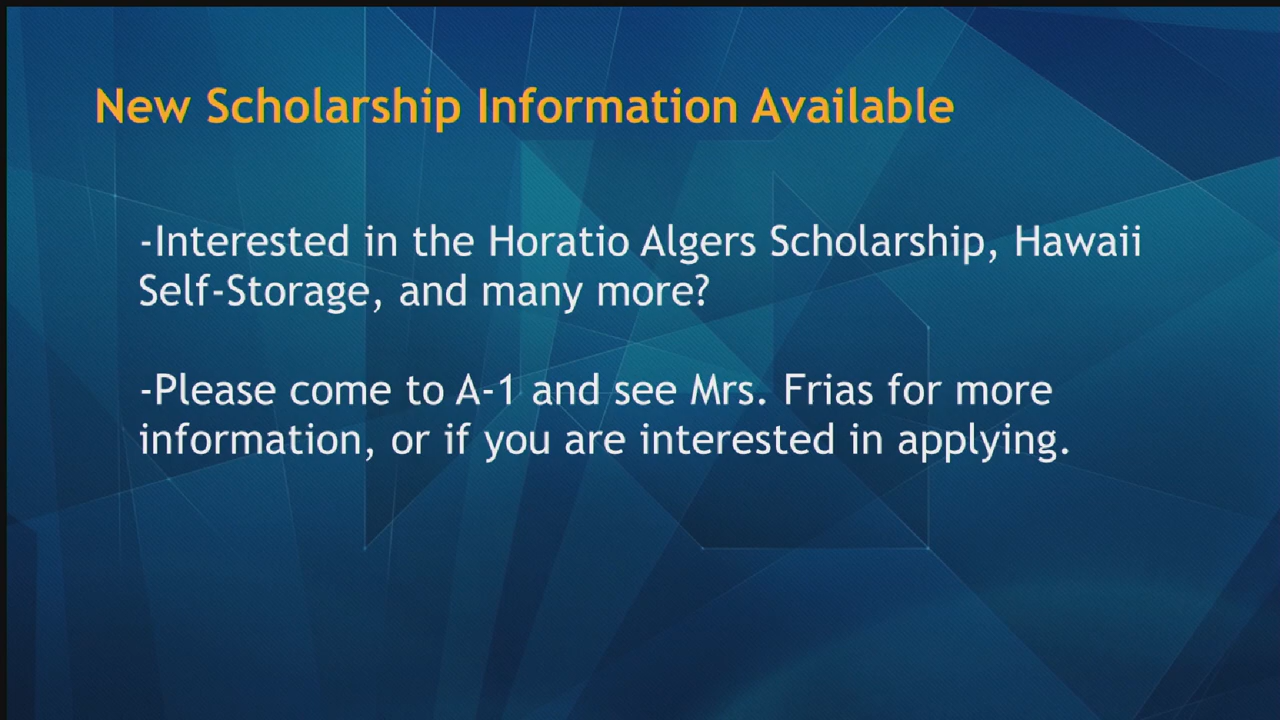 New Scholarship Information Available
-Interested in the Horatio Algers Scholarship, Hawaii
Self-Storage, and many more?
-Please come to A-1 and see Mrs. Frias for more
information, or if you are interested in applying.